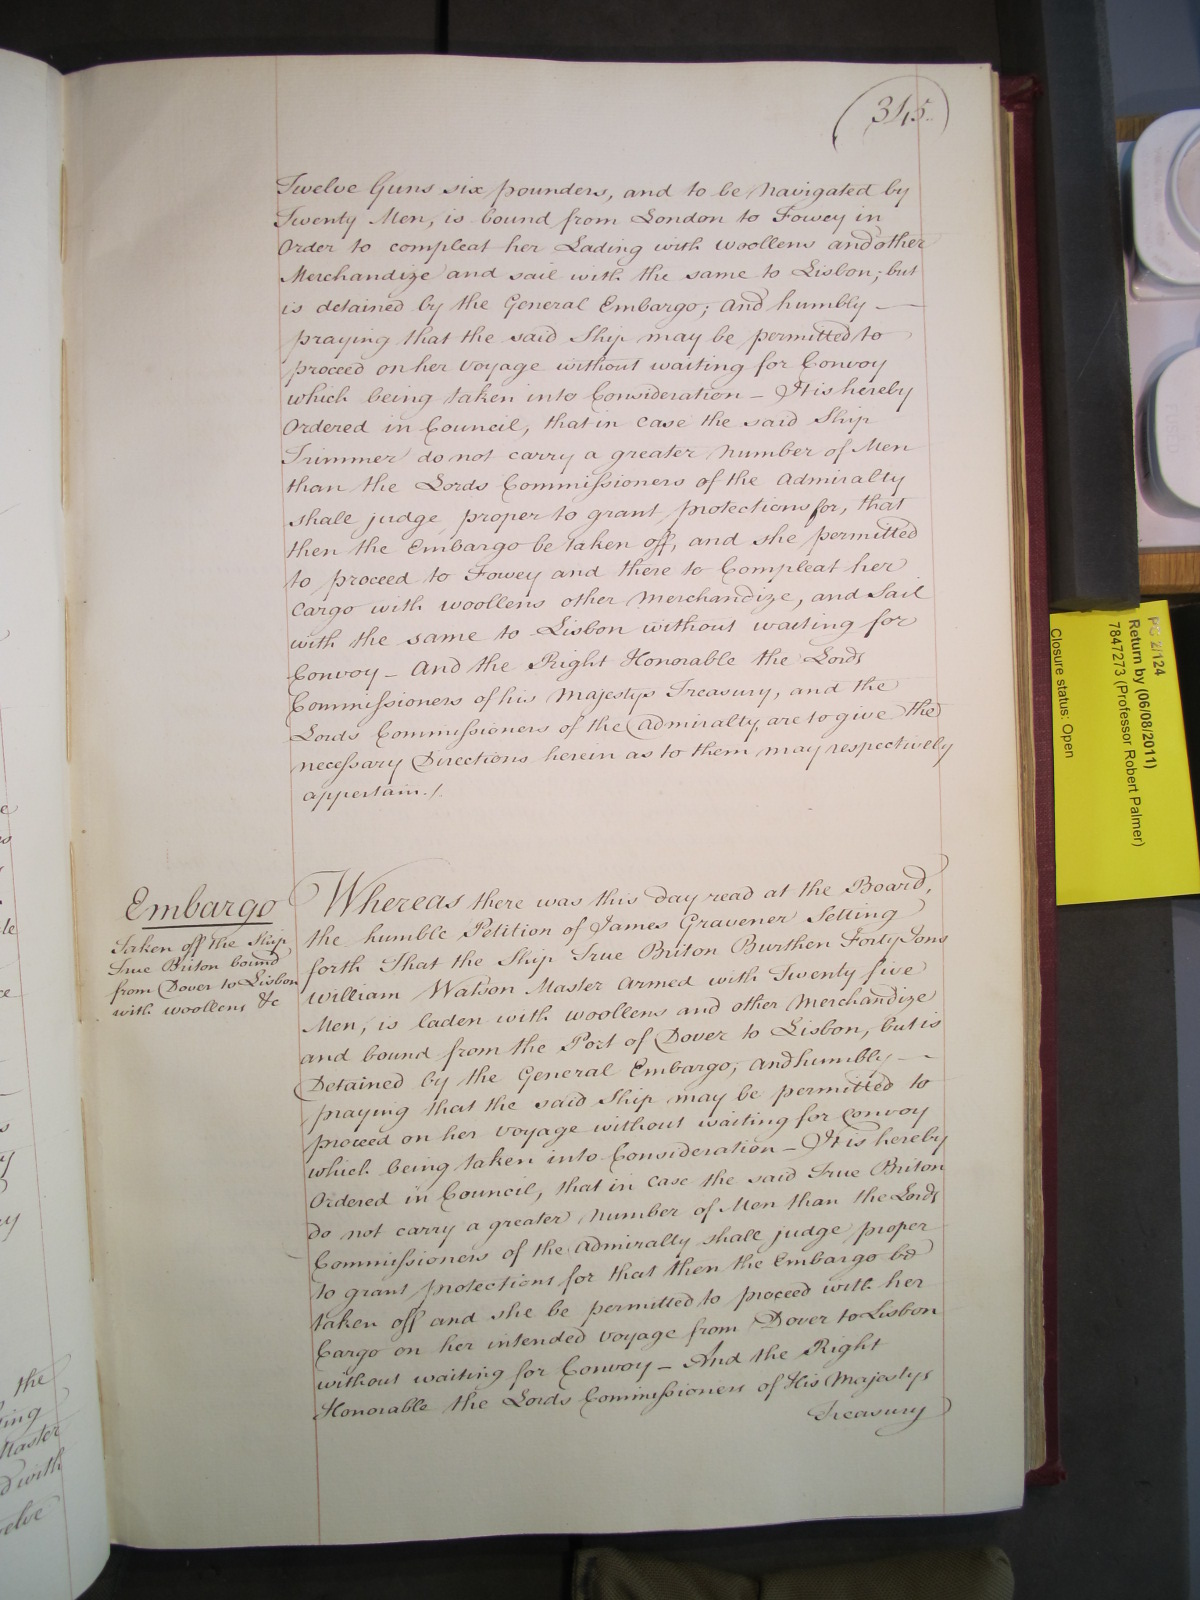 315
Twelve Guns six pounders, and to be Navigated by
Twenty Men, is bound from London to Fowey in
Order to compleat her Lading with woollens and other
Merchandize and sail with the same to Lisbon; but
is detained by the General Embargo; And humbly —
praying that the said Ship may be permitted to
proceed on her Voyage without waiting for Convoy
which being taken into Consideration — It is hereby
Ordered in Council, that in case the said Ship
Trimmer do not carry a greater Number of Men
than the Lords Commissioners of the Admiralty
shall judge proper to grant protections for, that
then the Embargo be taken off, and she permitted
to proceed to Fowey and there to Compleat her
Cargo with woollens other Merchandize, and Sail
with the same to Lisbon without waiting for
Convoy — And the Right Honorable the Lords
Commissioners of his Majestys Treasury, and the
Lords Commissioners of the Admiralty are to give the
necessary Directions herein as to them may respectively
appertain./.
Embargo
Taken off the Ship
True Briton bound
from Dover to Lisbon
with woollens &c
Whereas there was this day read at the Board,
the humble Petition of James Gravener Setting
forth That the Ship True Briton Burthen Forty Tons
William Watson Master Armed with Twenty five
Men, is laden with woollens and other Merchandize
and bound from the Port of Dover to Lisbon, but is
Detained by the General Embargo; and humbly —
praying that the said Ship may be permitted to
proceed on her Voyage without waiting for Convoy
which being taken into Consideration — It is hereby
Ordered in Council, that in case the said True Briton
do not carry a greater Number of Men than the Lords
Commissioners of the Admiralty shall judge proper
to grant protections for that then the Embargo be
taken off and she be permitted to proceed with her
Cargo on her intended Voyage from Dover to Lisbon
without waiting for Convoy — And the Right
Honorable the Lords Commissioners of His Majestys
Treasury
the
Master
with
PC 2/124
Return by (06/08/2011)
7847273 (Professor Robert Palmer)
Closure status: Open